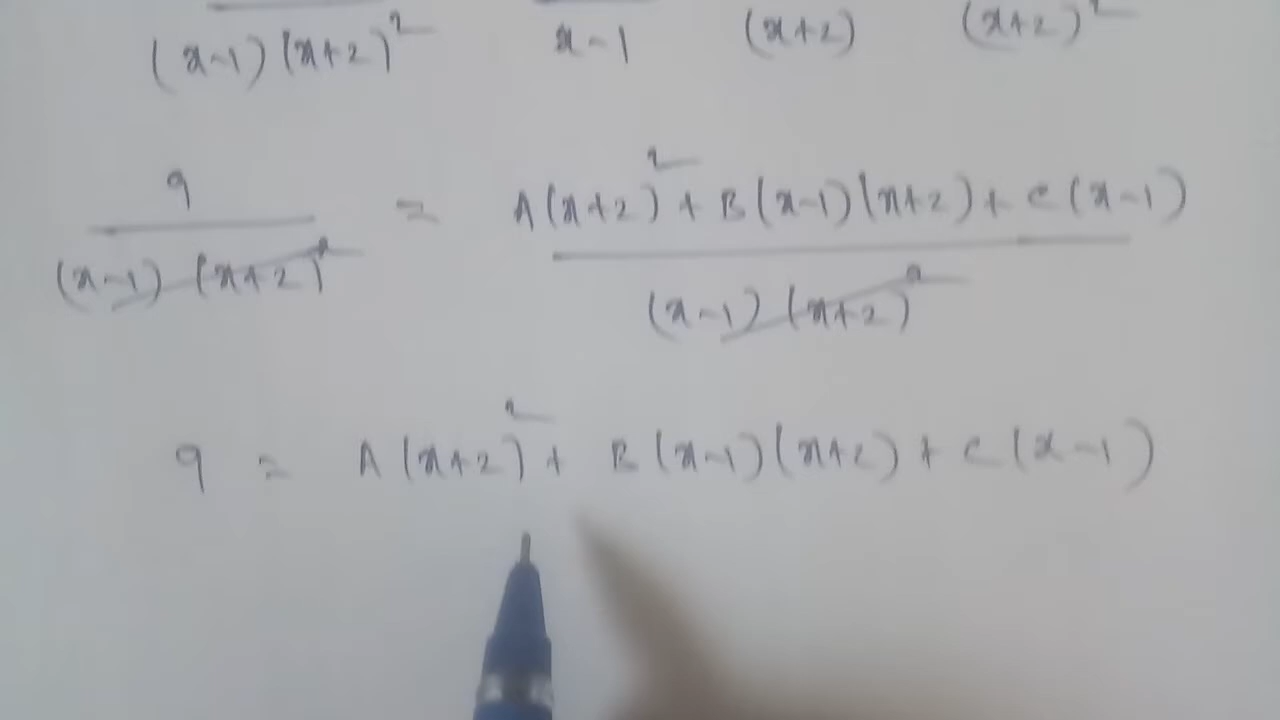 (x-1)(x+2)² x-1 (x+2) (x+2)²
9 = A(x+2)² + B(x-1)(x+2) + C(x-1)
(x-1) (x+2)² (x-1) (x+2)²
9 = A(x+2)² + B(x-1)(x+2) + C(x-1)